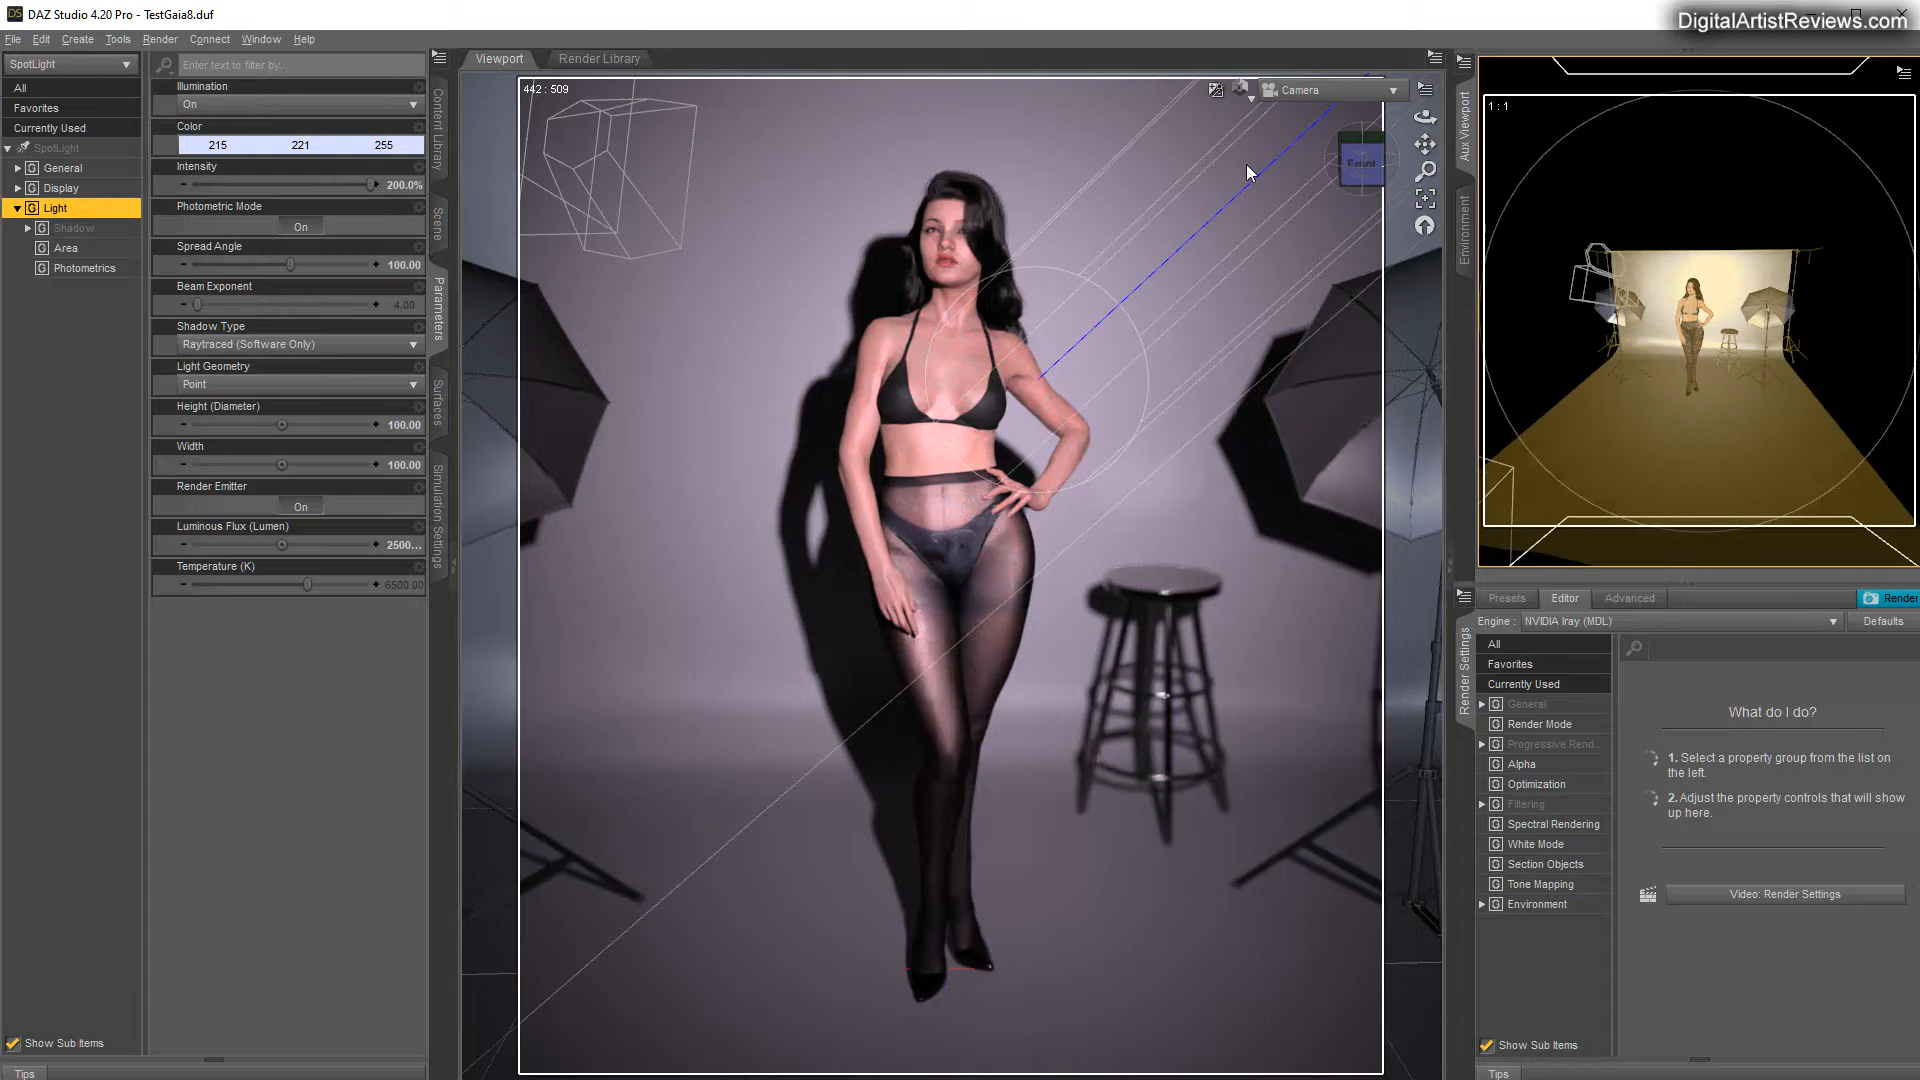 DAZ Studio 4.20 Pro - TestGaia8.duf
DigitalArtistReviews.com
File Edit Create Tools Render Connect Window Help
SpotLight
All
Favorites
Currently Used
SpotLight
General
Display
Light
Shadow
Area
Photometrics
Show Sub Items
Tips
Enter text to filter by...
Illumination
On
Color
215 221 255
Intensity
200.0%
Photometric Mode
On
Spread Angle
100.00
Beam Exponent
4.00
Shadow Type
Raytraced (Software Only)
Light Geometry
Point
Height (Diameter)
100.00
Width
100.00
Render Emitter
On
Luminous Flux (Lumen)
2500...
Temperature (K)
6500.00
Content Library
Scene
Parameters
Surfaces
Simulation Settings
Viewport Render Library
442 : 509
Camera
Front
Aux Viewport
Environment
1 : 1
Render Settings
Presets Editor Advanced Render
Engine : NVIDIA Iray (MDL) Defaults
All
Favorites
Currently Used
General
Render Mode
Progressive Rend..
Alpha
Optimization
Filtering
Spectral Rendering
White Mode
Section Objects
Tone Mapping
Environment
What do I do?
1. Select a property group from the list on
the left.
2. Adjust the property controls that will show
up here.
Video: Render Settings
Show Sub Items
Tips